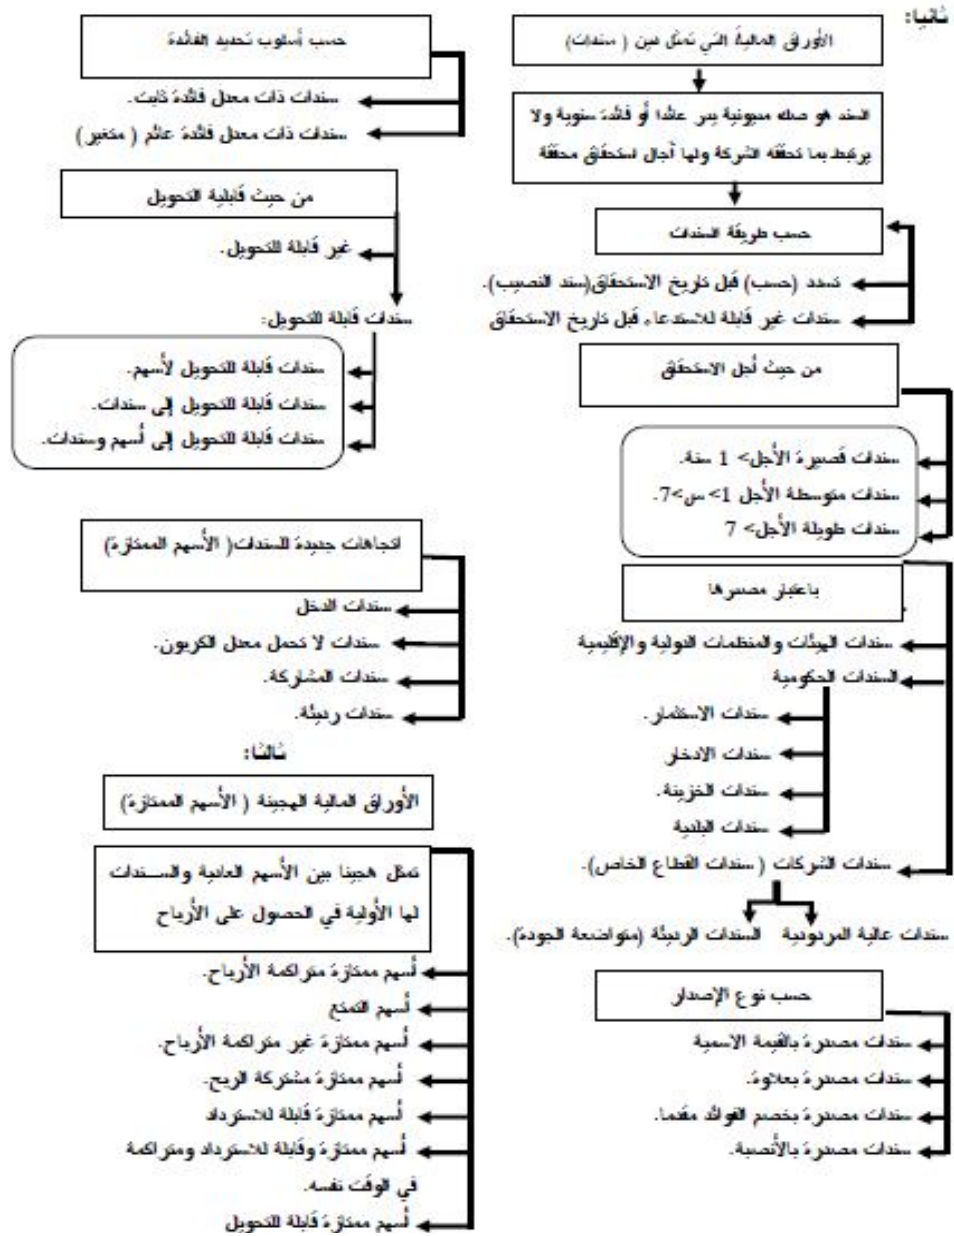 ثانيا:
الأوراق المالية التي تمثل دين ( سندات)
السند هو صك مديونية يدر عائدا أو فائدة سنوية ولا
يرتبط بما تحققه الشركة ولها آجال استحقاق محققة
حسب طريقة السندات
تسدد (حسب) قبل تاريخ الاستحقاق(سند النصيب).
سندات غير قابلة للاستدعاء قبل تاريخ الاستحقاق
من حيث أجل الاستحقاق
سندات قصيرة الأجل> 1 سنة.
سندات متوسطة الأجل 1> س>7.
سندات طويلة الأجل> 7
باعتبار مصدرها
سندات الهيئات والمنظمات الدولية والإقليمية
السندات الحكومية
سندات الاستثمار.
سندات الادخار
سندات الخزينة.
سندات البلدية
سندات الشركات ( سندات القطاع الخاص).
سندات عالية المردودية
السندات الرديئة (متواضعة الجودة).
حسب نوع الإصدار
سندات مصدرة بالقيمة الاسمية
سندات مصدرة بعلاوة.
سندات مصدرة بخصم الفوائد مقدما.
سندات مصدرة بالأنصبة.
حسب أسلوب تحديد الفائدة
سندات ذات معدل فائدة ثابت.
سندات ذات معدل فائدة عائم ( متغير)
من حيث قابلية التحويل
غير قابلة للتحويل.
سندات قابلة للتحويل:
سندات قابلة للتحويل لأسهم.
سندات قابلة للتحويل إلى سندات.
سندات قابلة للتحويل إلى أسهم وسندات.
اتجاهات جديدة للسندات( الأسهم الممتازة)
سندات الدخل
سندات لا تحمل معدل الكربون.
سندات المشاركة.
سندات رديئة.
ثالثا:
الأوراق المالية الهجينة ( الأسهم الممتازة)
تمثل هجينا بين الأسهم العادية والسندات
لها الأولية في الحصول على الأرباح
أسهم ممتازة متراكمة الأرباح.
أسهم التمتع
أسهم ممتازة غير متراكمة الأرباح.
أسهم ممتازة مشتركة الربح.
أسهم ممتازة قابلة للاسترداد
أسهم ممتازة وقابلة للاسترداد ومتراكمة
في الوقت نفسه.
أسهم ممتازة قابلة للتحويل